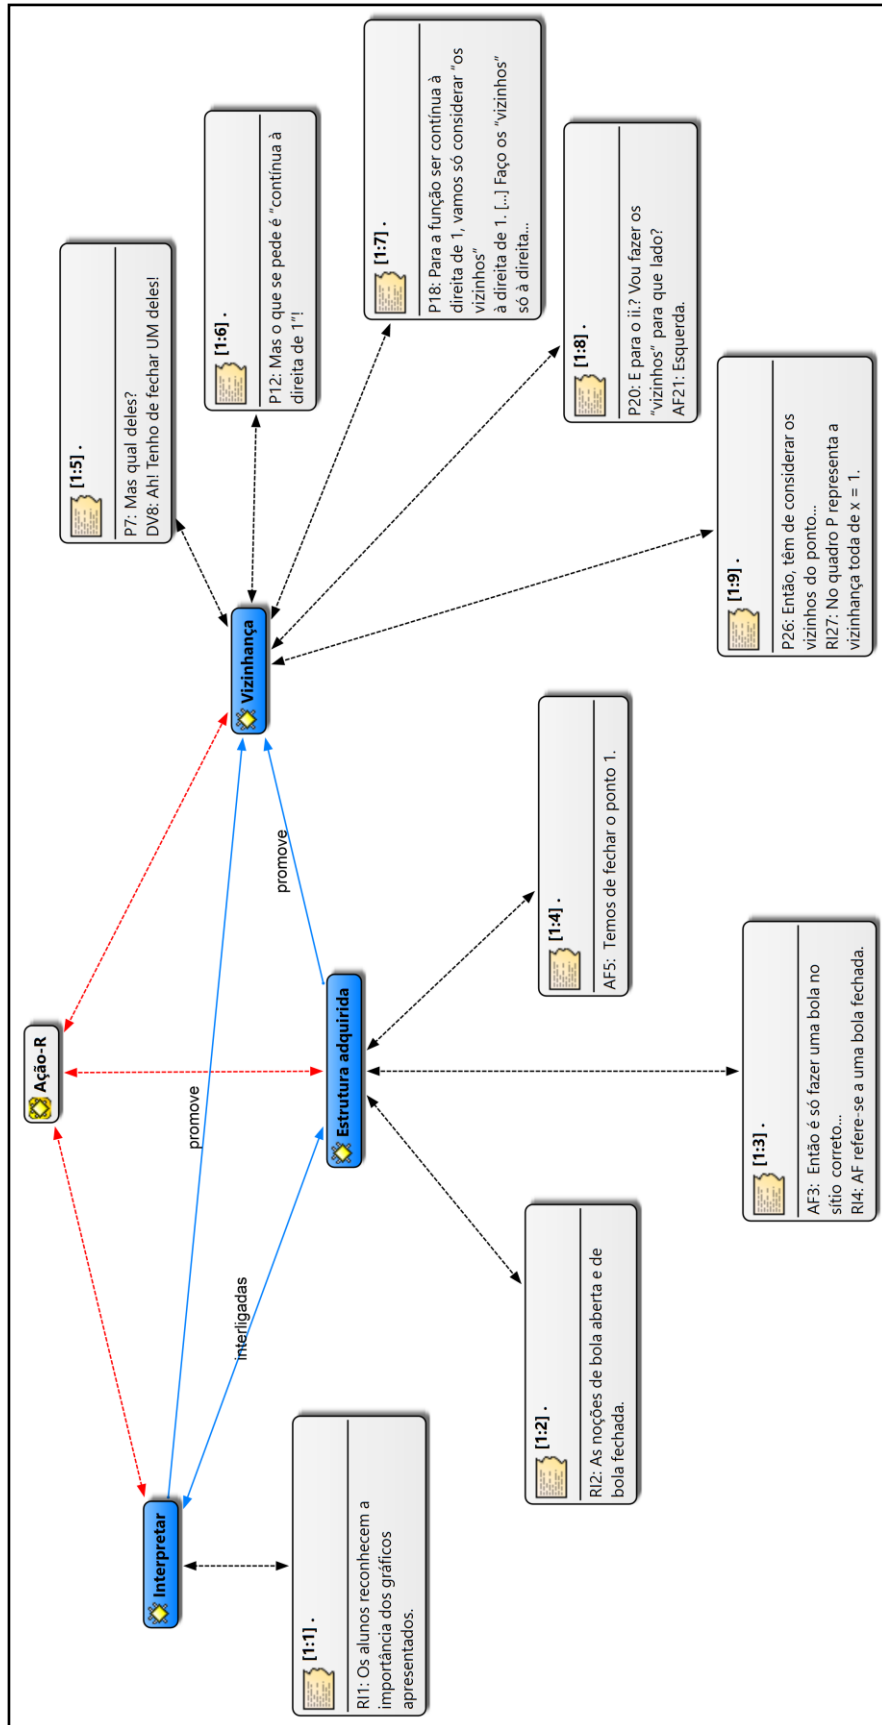 Ação-R
Interpretar
Estrutura adquirida
Vizinhança
promove
interligadas
promove
[1:1] .
RI1: Os alunos reconhecem a
importância dos gráficos
apresentados.
[1:2] .
RI2: As noções de bola aberta e de
bola fechada.
[1:3] .
AF3: Então é só fazer uma bola no
sítio correto...
RI4: AF refere-se a uma bola fechada.
[1:4] .
AF5: Temos de fechar o ponto 1.
[1:5] .
P7: Mas qual deles?
DV8: Ah! Tenho de fechar UM deles!
[1:6] .
P12: Mas o que se pede é “contínua à
direita de 1”!
[1:7] .
P18: Para a função ser contínua à
direita de 1, vamos só considerar “os
vizinhos”
à direita de 1. [...] Faço os “vizinhos”
só à direita...
[1:8] .
P20: E para o ii.? Vou fazer os
“vizinhos” para que lado?
AF21: Esquerda.
[1:9] .
P26: Então, têm de considerar os
vizinhos do ponto...
RI27: No quadro P representa a
vizinhança toda de x = 1.